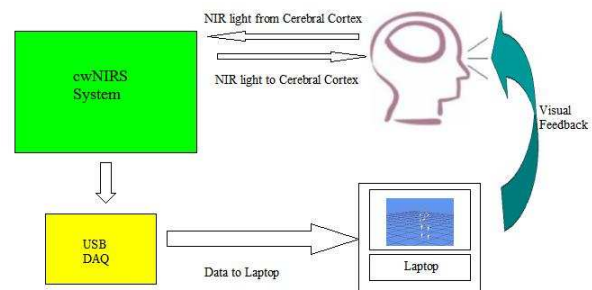 NIR light from Cerebral Cortex
cwNIRS
System
NIR light to Cerebral Cortex
Visual
Feedback
USB
DAQ
Data to Laptop
Laptop